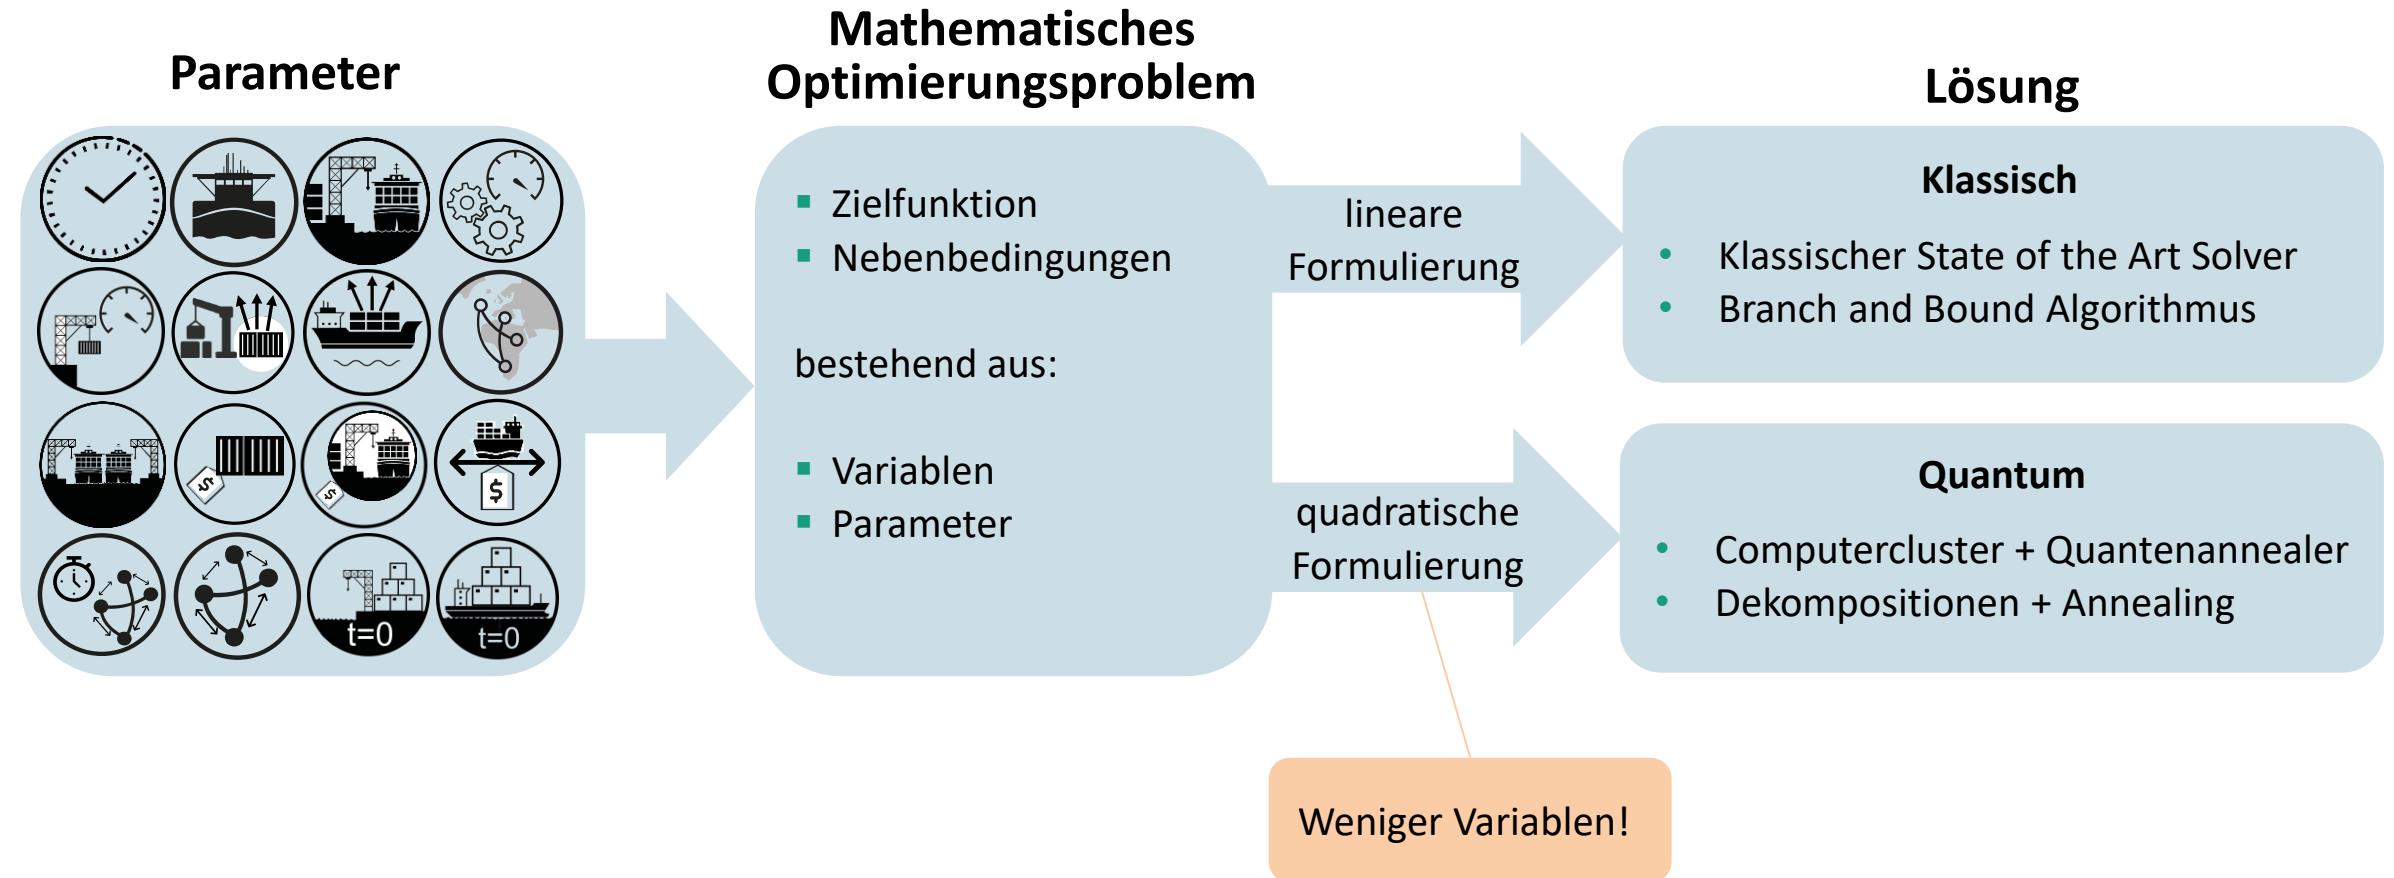 Parameter
$
$
$
t=0
t=0
Mathematisches
Optimierungsproblem
Zielfunktion
Nebenbedingungen
bestehend aus:
Variablen
Parameter
lineare
Formulierung
quadratische
Formulierung
Weniger Variablen!
Lösung
Klassisch
Klassischer State of the Art Solver
Branch and Bound Algorithmus
Quantum
Computercluster + Quantenannealer
Dekompositionen + Annealing